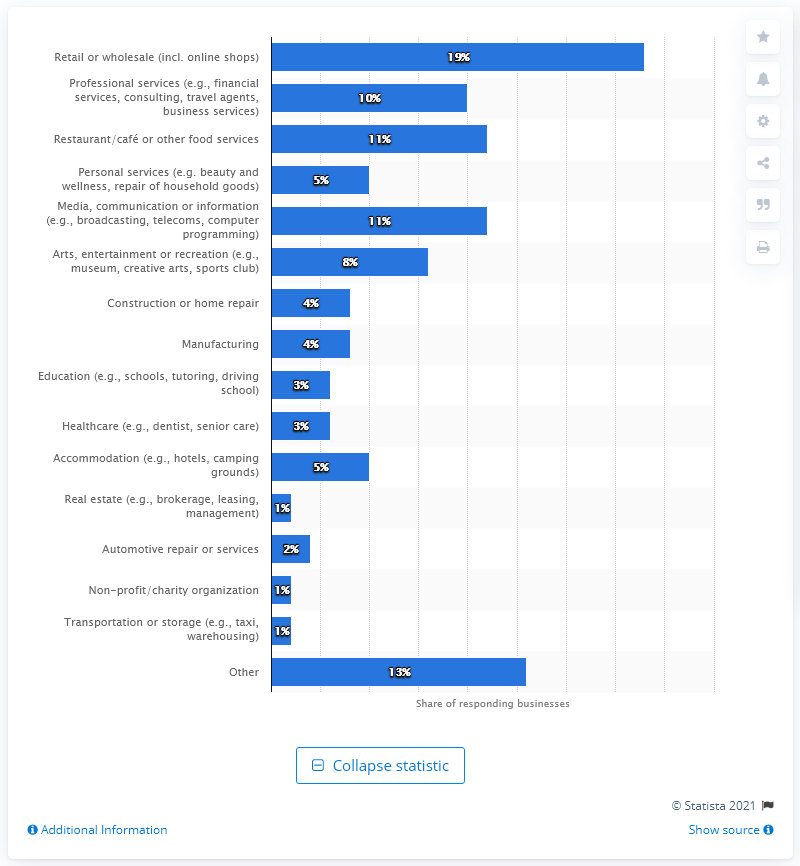 Retail or wholesale (incl. online shops)
19%
Professional services (e.g., financial
services, consulting, travel agents,
business services)
10%
Restaurant/café or other food services
11%
Personal services (e.g. beauty and
wellness, repair of household goods)
5%
Media, communication or information
(e.g., broadcasting, telecoms, computer
programming)
11%
Arts, entertainment or recreation (e.g.,
museum, creative arts, sports club)
8%
Construction or home repair
4%
Manufacturing
4%
Education (e.g., schools, tutoring, driving
school)
3%
Healthcare (e.g., dentist, senior care)
3%
Accommodation (e.g., hotels, camping
grounds)
5%
Real estate (e.g., brokerage, leasing,
management)
1%
Automotive repair or services
2%
Non-profit/charity organization
1%
Transportation or storage (e.g., taxi,
warehousing)
1%
Other
13%
Share of responding businesses
Collapse statistic
© Statista 2021
Additional Information
Show source